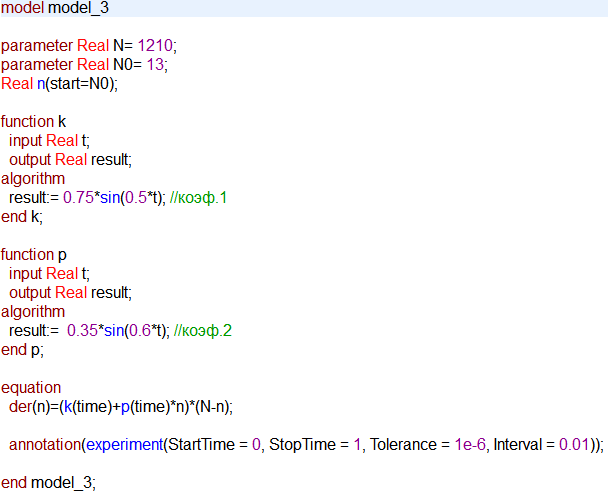 model model_3
parameter Real N= 1210;
parameter Real N0= 13;
Real n(start=N0);
function k
input Real t;
output Real result;
algorithm
result:= 0.75*sin(0.5*t); //коэф.1
end k;
function p
input Real t;
output Real result;
algorithm
result:=  0.35*sin(0.6*t); //коэф.2
end p;
equation
der(n)=(k(time)+p(time)*n)*(N-n);
annotation(experiment(StartTime = 0, StopTime = 1, Tolerance = 1e-6, Interval = 0.01));
end model_3;